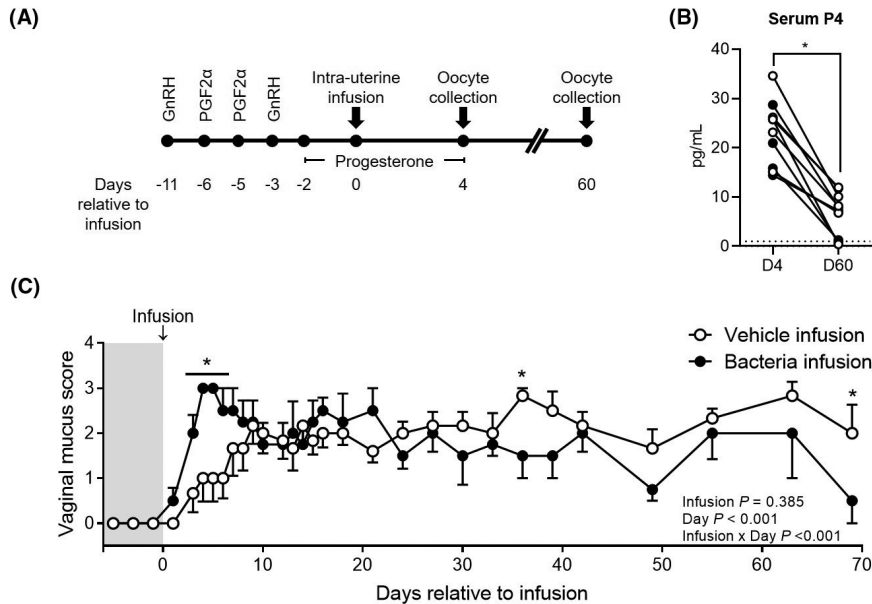 (A)
GnRH
PGF2α
PGF2α
GnRH
Intra-uterine
infusion
Oocyte
collection
Oocyte
collection
Progesterone
Days
relative to
infusion
-11 -6 -5 -3 -2 0 4 60
(B)
Serum P4
*
pg/mL
40
30
20
10
0
D4 D60
(C)
Infusion
Vaginal mucus score
4
3
2
1
0
*
*
*
Vehicle infusion
Bacteria infusion
Infusion P = 0.385
Day P < 0.001
Infusion x Day P <0.001
0 10 20 30 40 50 60 70
Days relative to infusion